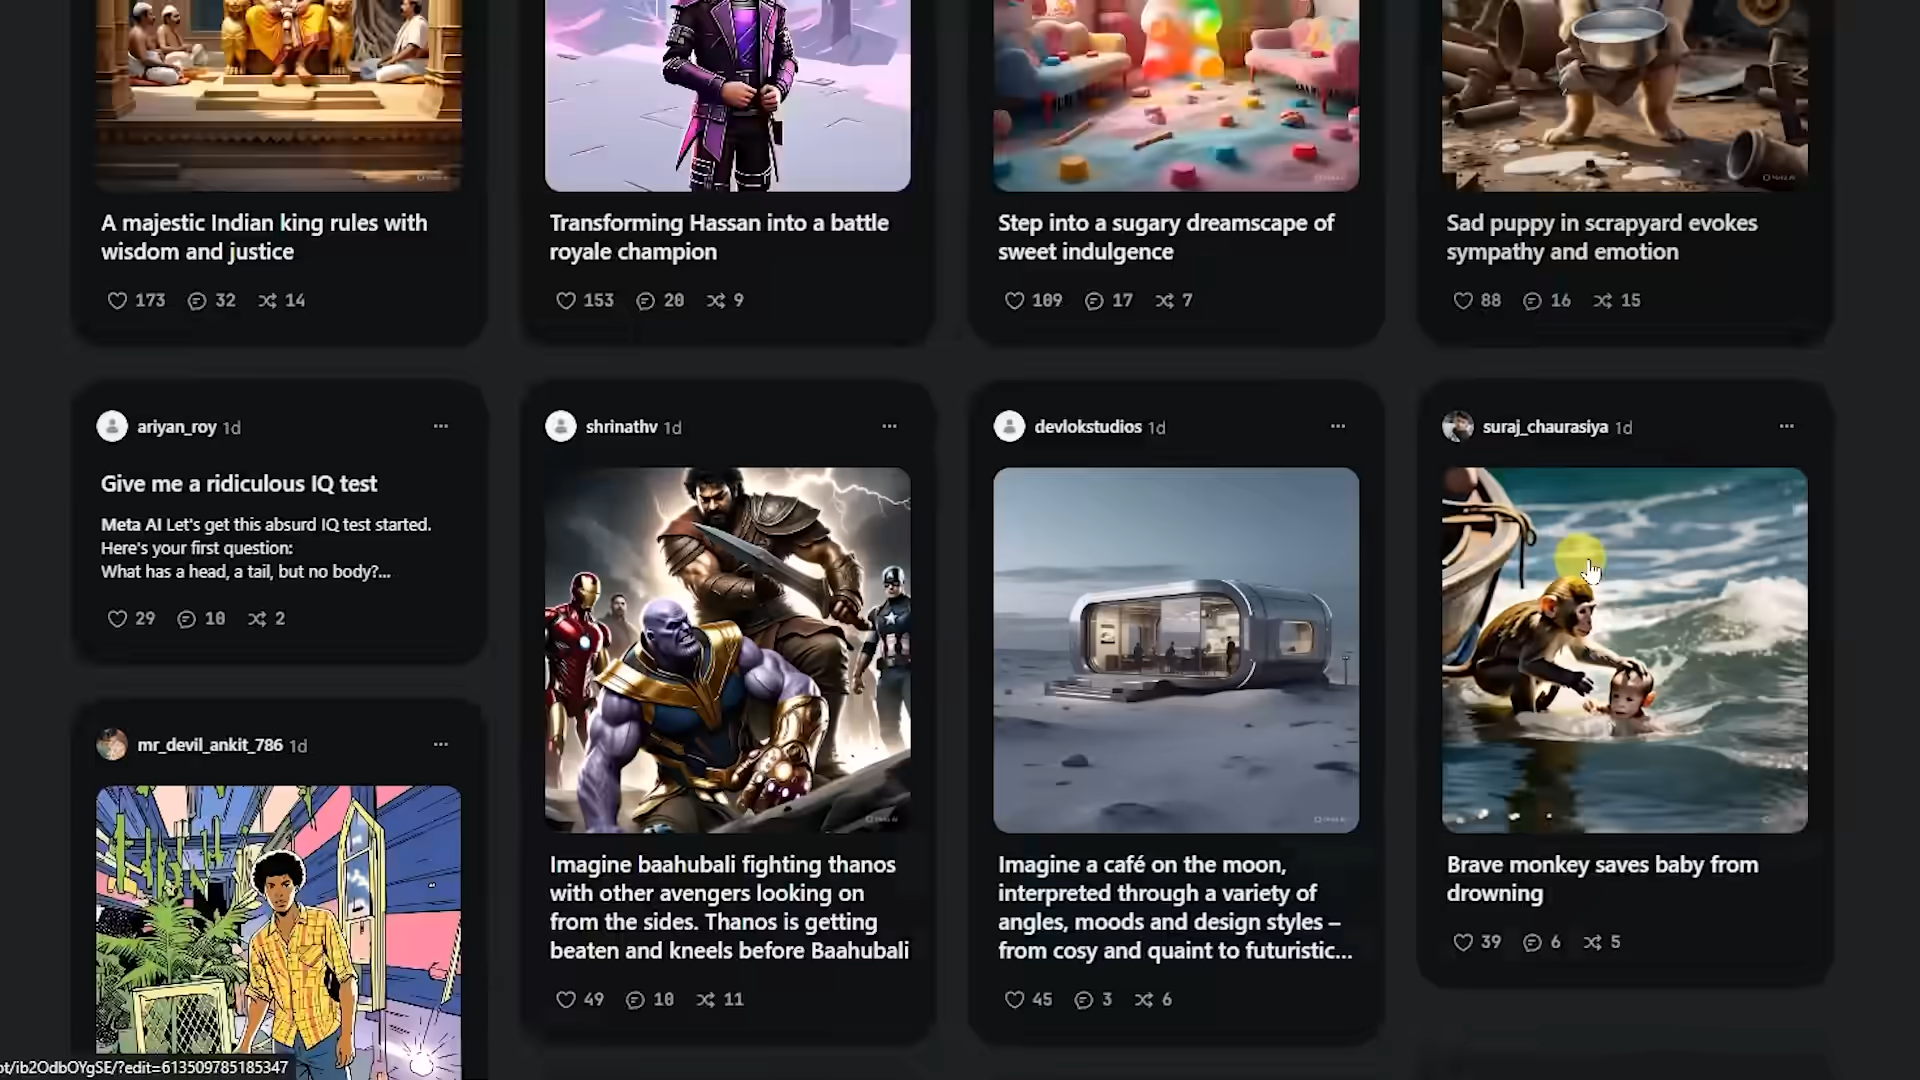 A majestic Indian king rules with
wisdom and justice
173 32 14
Transforming Hassan into a battle
royale champion
153 20 9
Step into a sugary dreamscape of
sweet indulgence
109 17 7
Sad puppy in scrapyard evokes
sympathy and emotion
88 16 15
ariyan_roy 1d
Give me a ridiculous IQ test
Meta AI Let's get this absurd IQ test started.
Here's your first question:
What has a head, a tail, but no body?...
29 10 2
mr_devil_ankit_786 1d
shrinathv 1d
Imagine baahubali fighting thanos
with other avengers looking on
from the sides. Thanos is getting
beaten and kneels before Baahubali
49 10 11
devlokstudios 1d
Imagine a café on the moon,
interpreted through a variety of
angles, moods and design styles –
from cosy and quaint to futuristic...
45 3 6
suraj_chaurasiya 1d
Brave monkey saves baby from
drowning
39 6 5
ot/ib2OdbOYgSE/?edit=613509785185347